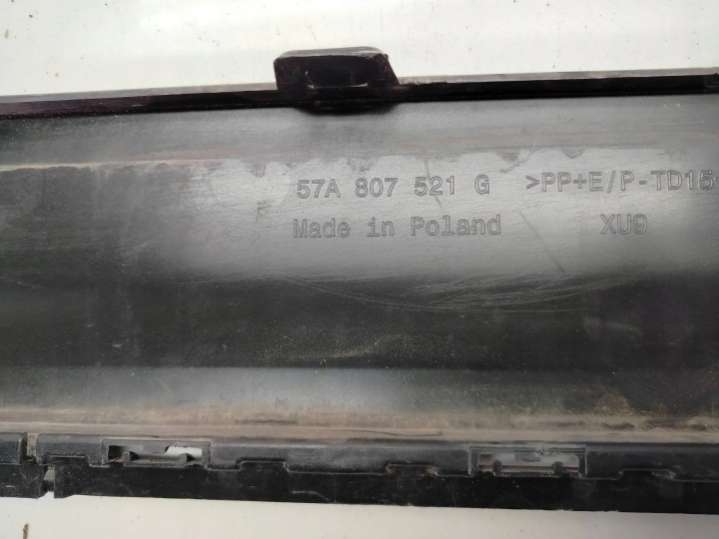 57A 807 521 G >PP+E/P-TD15
Made in Poland XU9